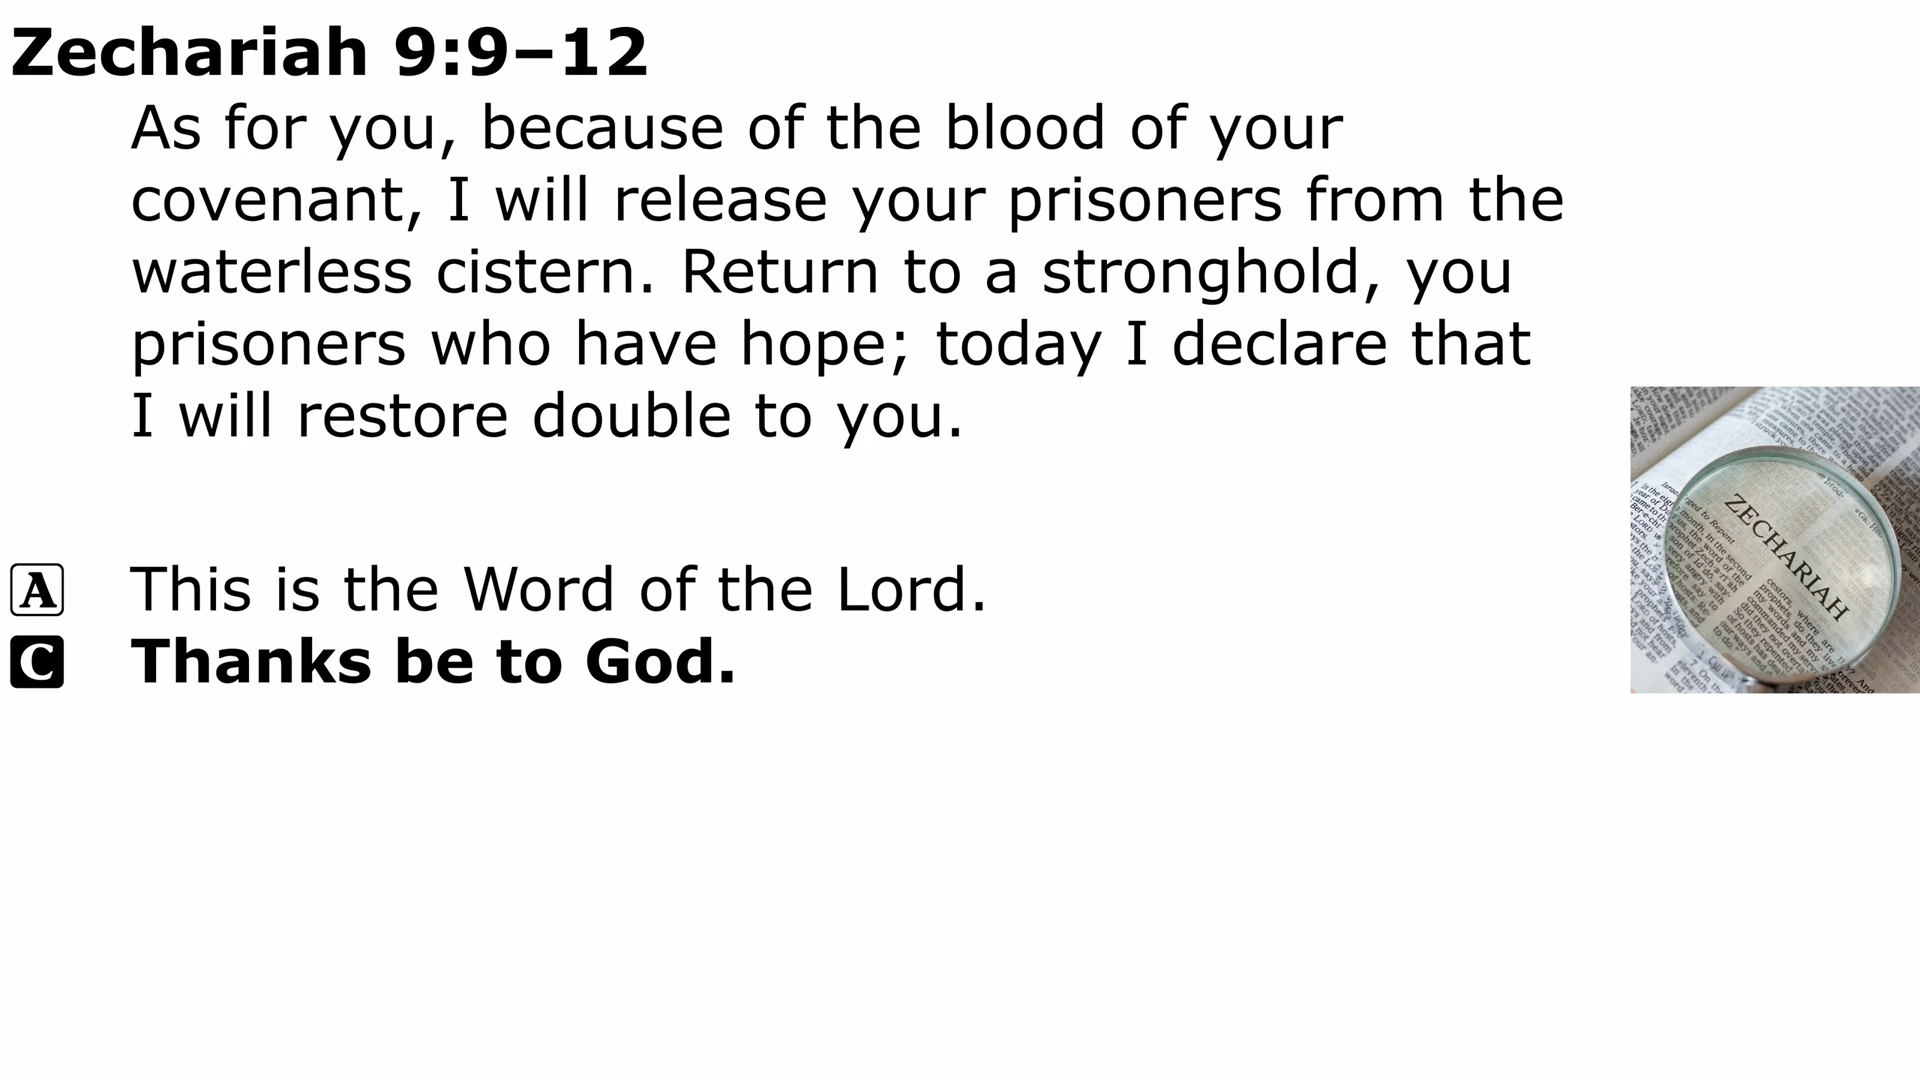 Zechariah 9:9–12
As for you, because of the blood of your
covenant, I will release your prisoners from the
waterless cistern. Return to a stronghold, you
prisoners who have hope; today I declare that
I will restore double to you.
A This is the Word of the Lord.
C Thanks be to God.
ZECHARIAH